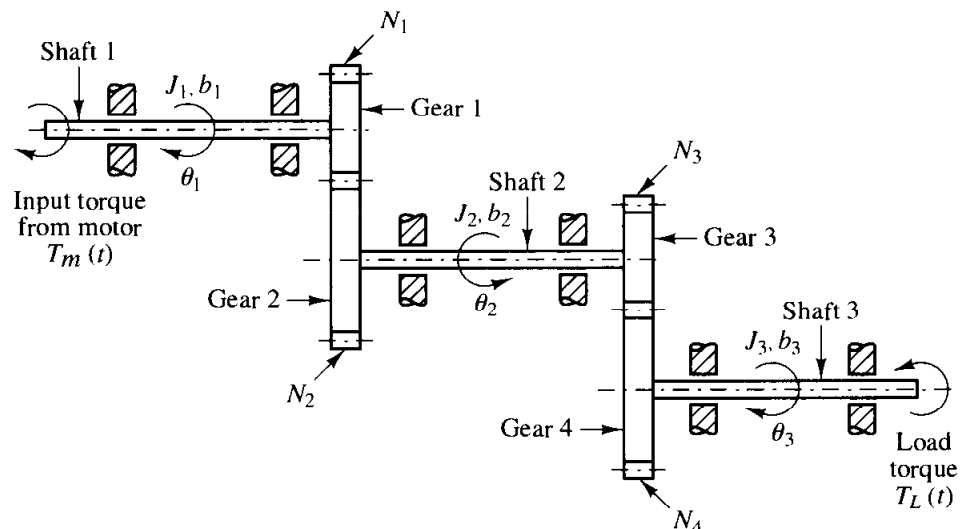 N₁
Shaft 1
J₁, b₁
Gear 1
θ₁
Input torque
from motor
Tₘ (t)
N₃
Shaft 2
J₂, b₂
Gear 3
Gear 2
θ₂
Shaft 3
J₃, b₃
N₂
Gear 4
θ₃
Load
torque
T_L (t)
N₄